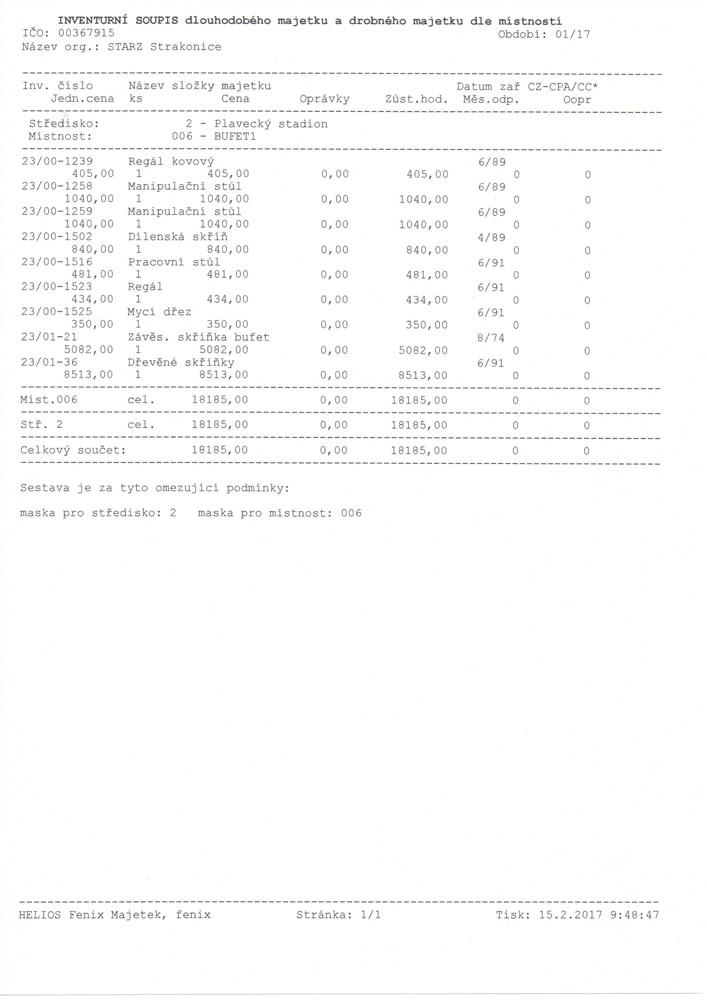 INVENTURNÍ SOUPIS dlouhodobého majetku a drobného majetku dle místností
IČO: 00367915 Období: 01/17
Název org.: STARZ Strakonice
Inv. číslo Název složky majetku Datum zař CZ-CPA/CC*
Jedn.cena ks Cena Oprávky Zůst.hod. Měs.odp. Oopr
Středisko: 2 - Plavecký stadion
Místnost: 006 - BUFET1
23/00-1239 Regál kovový 6/89
405,00 1 405,00 0,00 405,00 0 0
23/00-1258 Manipulační stůl 6/89
1040,00 1 1040,00 0,00 1040,00 0 0
23/00-1259 Manipulační stůl 6/89
1040,00 1 1040,00 0,00 1040,00 0 0
23/00-1502 Dílenská skříň 4/89
840,00 1 840,00 0,00 840,00 0 0
23/00-1516 Pracovní stůl 6/91
481,00 1 481,00 0,00 481,00 0 0
23/00-1523 Regál 6/91
434,00 1 434,00 0,00 434,00 0 0
23/00-1525 Mycí dřez 6/91
350,00 1 350,00 0,00 350,00 0 0
23/01-21 Závěs. skříňka bufet 8/74
5082,00 1 5082,00 0,00 5082,00 0 0
23/01-36 Dřevěné skříňky 6/91
8513,00 1 8513,00 0,00 8513,00 0 0
Míst.006 cel. 18185,00 0,00 18185,00 0 0
Stř. 2 cel. 18185,00 0,00 18185,00 0 0
Celkový součet: 18185,00 0,00 18185,00 0 0
Sestava je za tyto omezující podmínky:
maska pro středisko: 2 maska pro místnost: 006
HELIOS Fenix Majetek, fenix Stránka: 1/1 Tisk: 15.2.2017 9:48:47